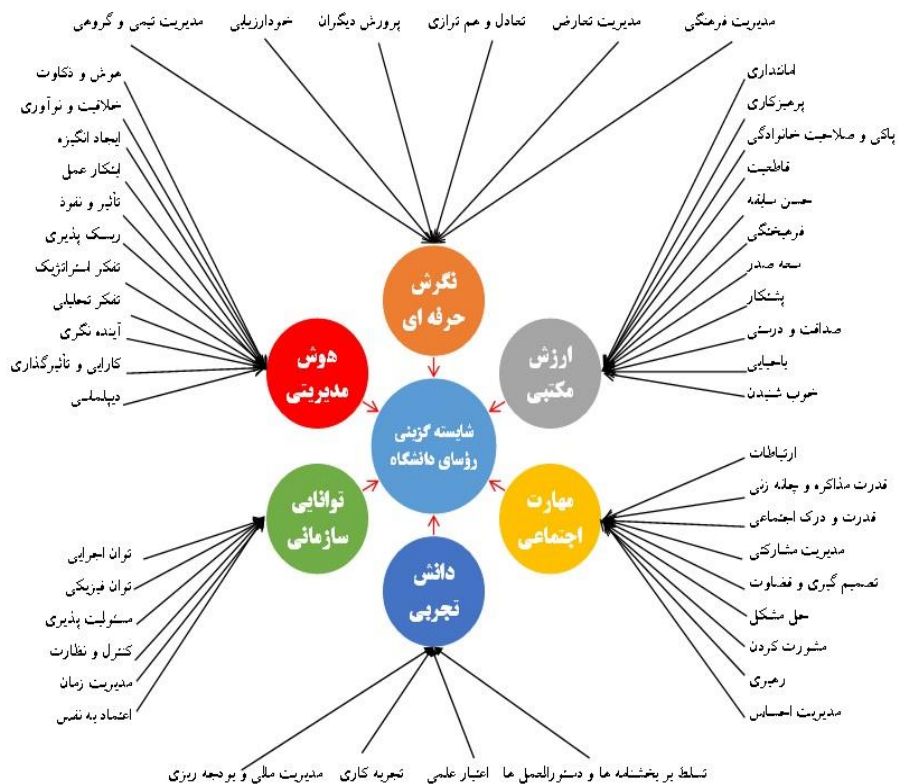 مدیریت فرهنگی
مدیریت تعارض
تعادل و هم ترازی
پرورش دیگران
خودارزیابی
مدیریت تیمی و گروهی
امانتداری
پرهیزکاری
پاکی و صلاحیت خانوادگی
قاطعیت
حسن سابقه
فرهیختگی
سعه صدر
پشتکار
صداقت و درستی
باحیایی
خوب شنیدن
هوش و ذکاوت
خلاقیت و نوآوری
ایجاد انگیزه
ابتکار عمل
تأثیر و نفوذ
ریسک پذیری
تفکر استراتژیک
تفکر تحلیلی
آینده نگری
کارایی و تأثیرگذاری
دیپلماسی
نگرش
حرفه ای
ارزش
مکتبی
هوش
مدیریتی
شایسته گزینی
رؤسای دانشگاه
مهارت
اجتماعی
توانایی
سازمانی
دانش
تجربی
ارتباطات
قدرت مذاکره و چانه زنی
قدرت و درک اجتماعی
مدیریت مشارکتی
تصمیم گیری و قضاوت
حل مشکل
مشورت کردن
رهبری
مدیریت احساس
توان اجرایی
توان فیزیکی
مسئولیت پذیری
کنترل و نظارت
مدیریت زمان
اعتماد به نفس
تسلط بر بخشنامه ها و دستورالعمل ها
اعتبار علمی
تجربه کاری
مدیریت مالی و بودجه ریزی